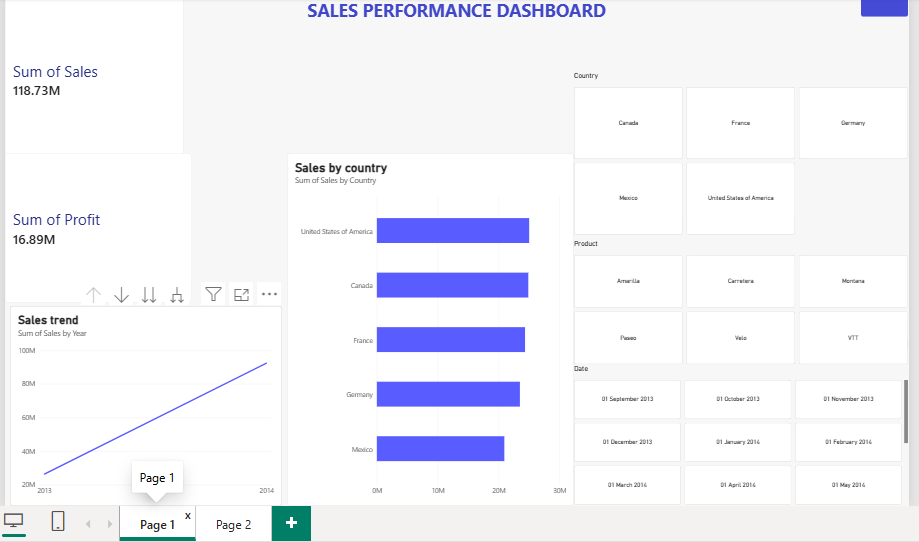 SALES PERFORMANCE DASHBOARD
Sum of Sales
118.73M
Sum of Profit
16.89M
Sales trend
Sum of Sales by Year
100M
80M
60M
40M
20M
2013
2014
Sales by country
Sum of Sales by Country
United States of America
Canada
France
Germany
Mexico
0M
10M
20M
30M
Country
Canada
France
Germany
Mexico
United States of America
Product
Amarilla
Carretera
Montana
Paseo
Velo
VTT
Date
01 September 2013
01 October 2013
01 November 2013
01 December 2013
01 January 2014
01 February 2014
01 March 2014
01 April 2014
01 May 2014
Page 1
Page 1
x
Page 2
+